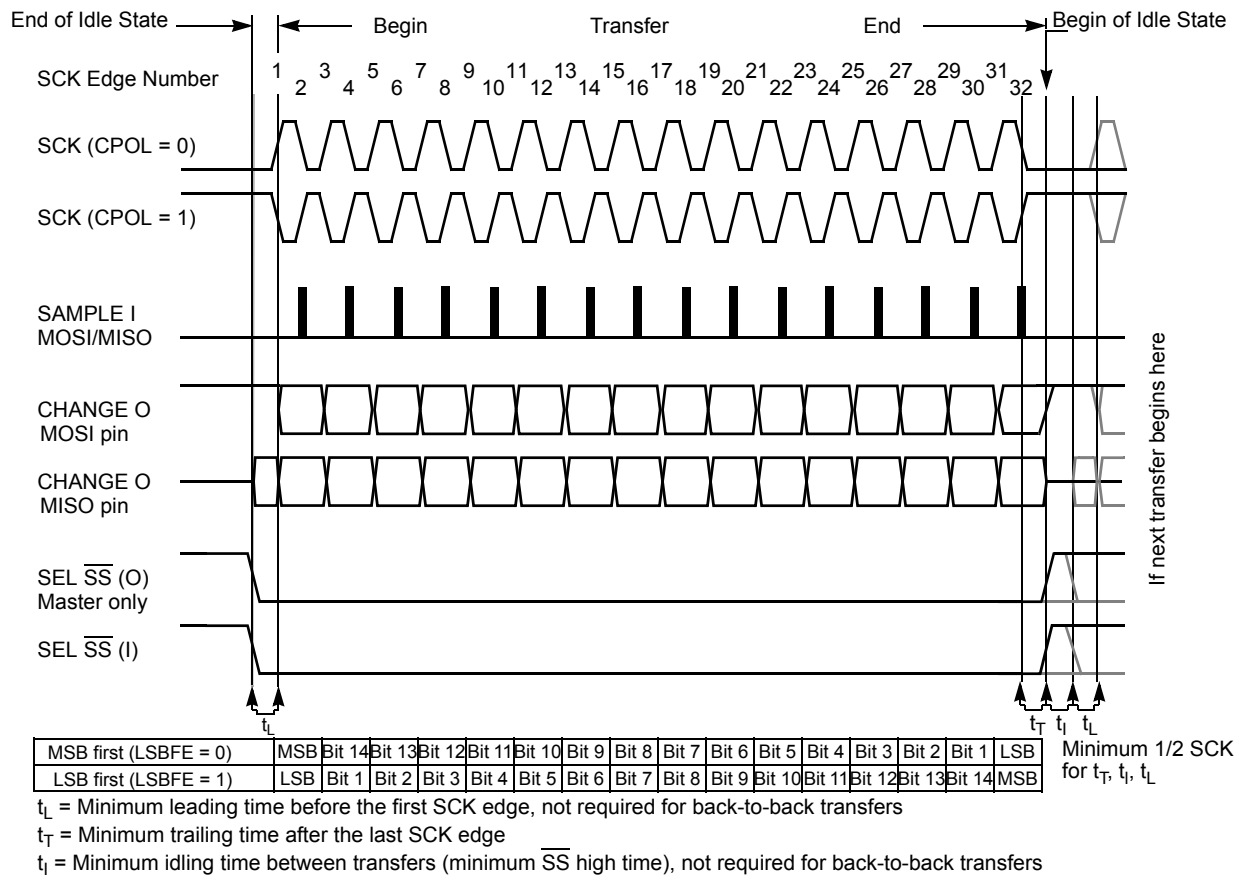 End of Idle State
Begin
Transfer
End
Begin of Idle State
SCK Edge Number
1 3 5 7 9 11 13 15 17 19 21 23 25 27 29 31
2 4 6 8 10 12 14 16 18 20 22 24 26 28 30 32
SCK (CPOL = 0)
SCK (CPOL = 1)
SAMPLE I
MOSI/MISO
CHANGE O
MOSI pin
CHANGE O
MISO pin
SEL SS (O)
Master only
SEL SS (I)
If next transfer begins here
tL
tT tI tL
MSB first (LSBFE = 0) MSB Bit 14 Bit 13 Bit 12 Bit 11 Bit 10 Bit 9 Bit 8 Bit 7 Bit 6 Bit 5 Bit 4 Bit 3 Bit 2 Bit 1 LSB
LSB first (LSBFE = 1) LSB Bit 1 Bit 2 Bit 3 Bit 4 Bit 5 Bit 6 Bit 7 Bit 8 Bit 9 Bit 10 Bit 11 Bit 12 Bit 13 Bit 14 MSB
Minimum 1/2 SCK
for tT, tI, tL
tL = Minimum leading time before the first SCK edge, not required for back-to-back transfers
tT = Minimum trailing time after the last SCK edge
tI = Minimum idling time between transfers (minimum SS high time), not required for back-to-back transfers